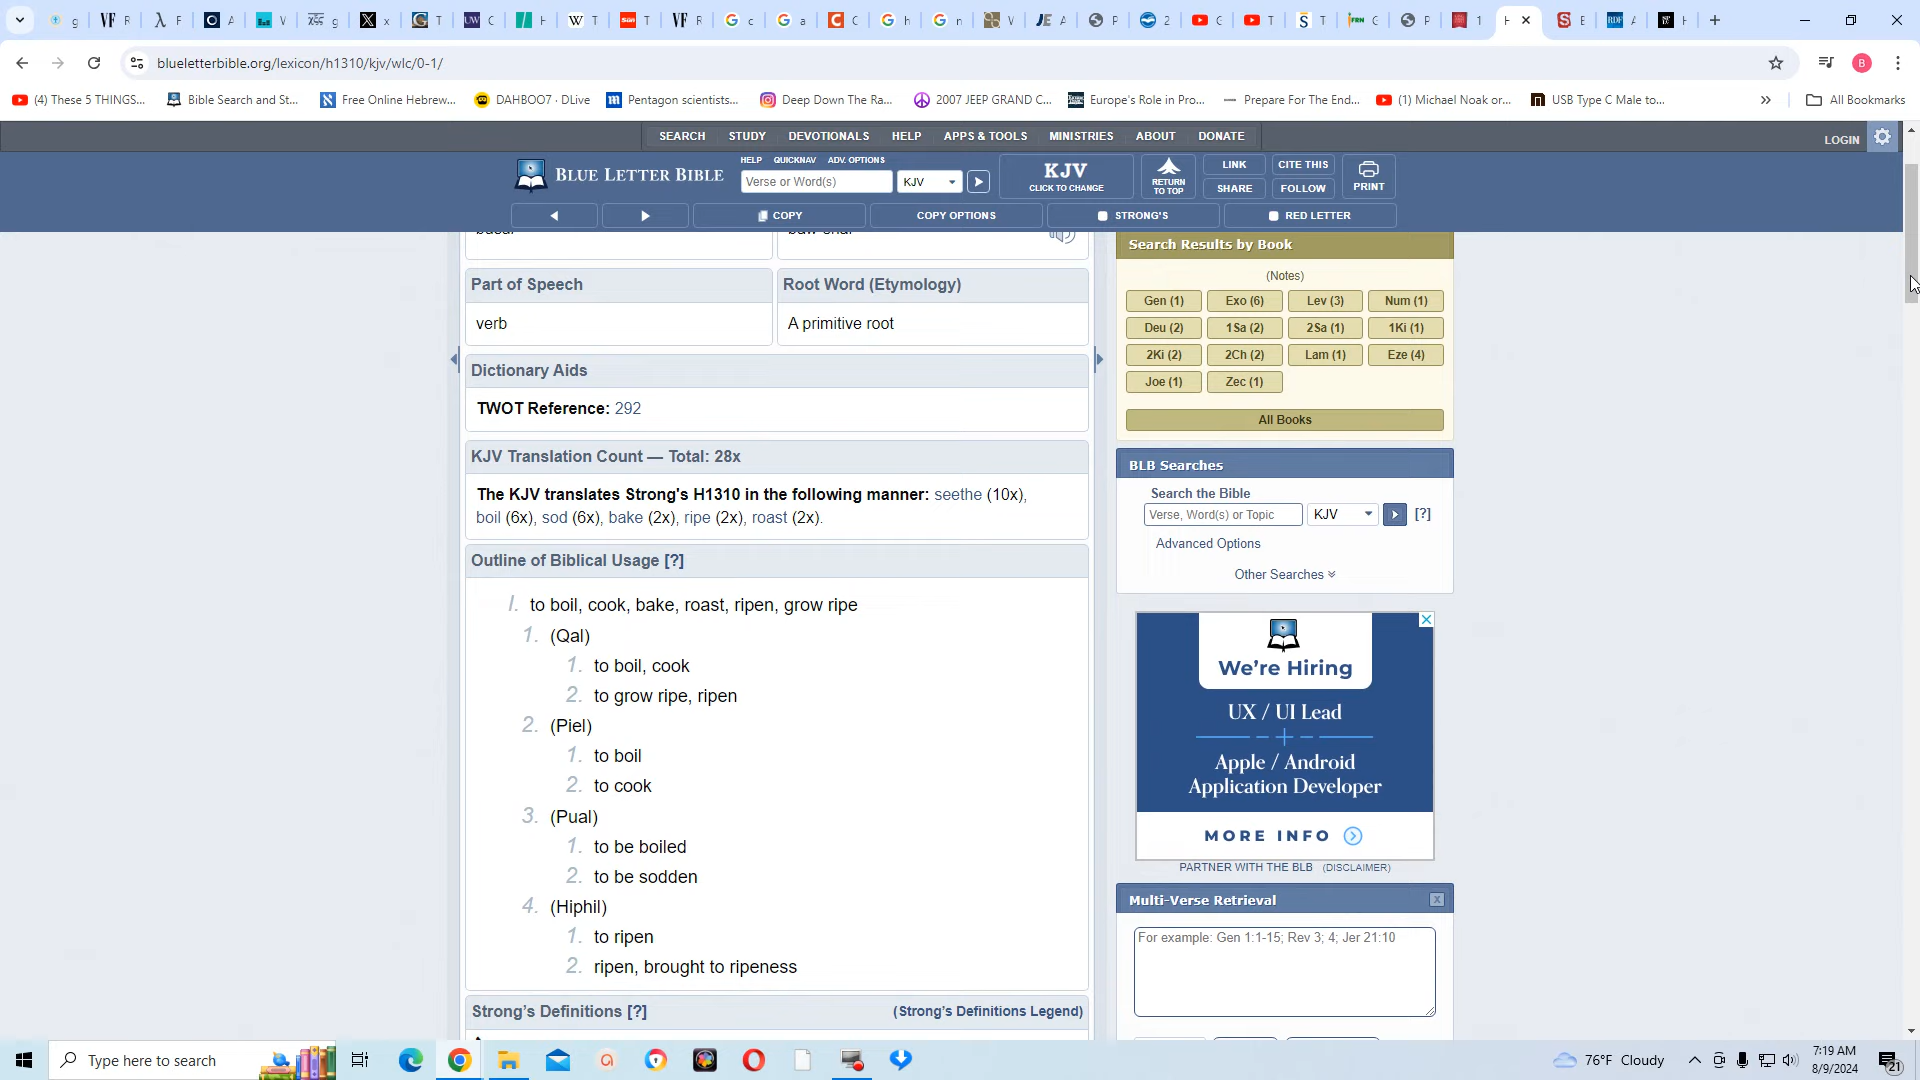 g
VF R
F
A
V
g
x
T
UW C
H
W T
T
VF R
G c
G a
C C
G h
G n
V
JE A
P
2
C
T
S T
FRN C
P
1
H
S E
RDF A
H
blueletterbible.org/lexicon/h1310/kjv/wlc/0-1/
B
(4) These 5 THINGS...
Bible Search and St...
Free Online Hebrew...
DAHBOO7 · DLive
Pentagon scientists...
Deep Down The Ra...
2007 JEEP GRAND C...
Europe's Role in Pro...
Prepare For The End...
(1) Michael Noak or...
USB Type C Male to...
»
All Bookmarks
SEARCH STUDY DEVOTIONALS HELP APPS & TOOLS MINISTRIES ABOUT DONATE
LOGIN
BLUE LETTER BIBLE
HELP QUICKNAV ADV. OPTIONS
Verse or Word(s)
KJV
KJV
CLICK TO CHANGE
RETURN
TO TOP
LINK
CITE THIS
SHARE
FOLLOW
PRINT
COPY
COPY OPTIONS
STRONG'S
RED LETTER
Part of Speech
verb
Root Word (Etymology)
A primitive root
Dictionary Aids
TWOT Reference: 292
KJV Translation Count — Total: 28x
The KJV translates Strong's H1310 in the following manner: seethe (10x),
boil (6x), sod (6x), bake (2x), ripe (2x), roast (2x).
Outline of Biblical Usage [?]
I. to boil, cook, bake, roast, ripen, grow ripe
1. (Qal)
1. to boil, cook
2. to grow ripe, ripen
2. (Piel)
1. to boil
2. to cook
3. (Pual)
1. to be boiled
2. to be sodden
4. (Hiphil)
1. to ripen
2. ripen, brought to ripeness
Strong’s Definitions [?]
(Strong’s Definitions Legend)
Search Results by Book
(Notes)
Gen (1) Exo (6) Lev (3) Num (1)
Deu (2) 1Sa (2) 2Sa (1) 1Ki (1)
2Ki (2) 2Ch (2) Lam (1) Eze (4)
Joe (1) Zec (1)
All Books
BLB Searches
Search the Bible
Verse, Word(s) or Topic
KJV
[?]
Advanced Options
Other Searches
We’re Hiring
UX / UI Lead
Apple / Android
Application Developer
MORE INFO
PARTNER WITH THE BLB (DISCLAIMER)
Multi-Verse Retrieval
x
For example: Gen 1:1-15; Rev 3; 4; Jer 21:10
Type here to search
76°F Cloudy
7:19 AM
8/9/2024
21